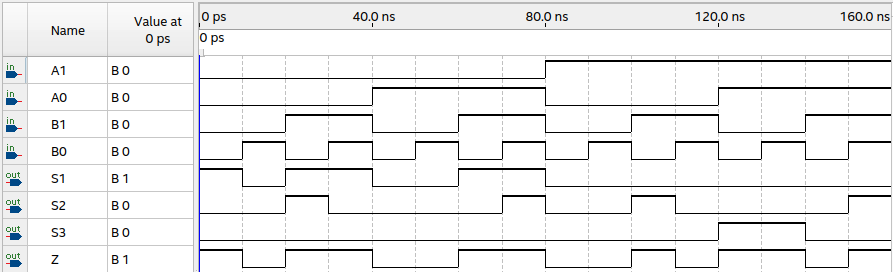 Name Value at 0 ps 0 ps 40.0 ns 80.0 ns 120.0 ns 160.0 ns
0 ps
in A1 B 0
in A0 B 0
in B1 B 0
in B0 B 0
out S1 B 1
out S2 B 0
out S3 B 0
out Z B 1